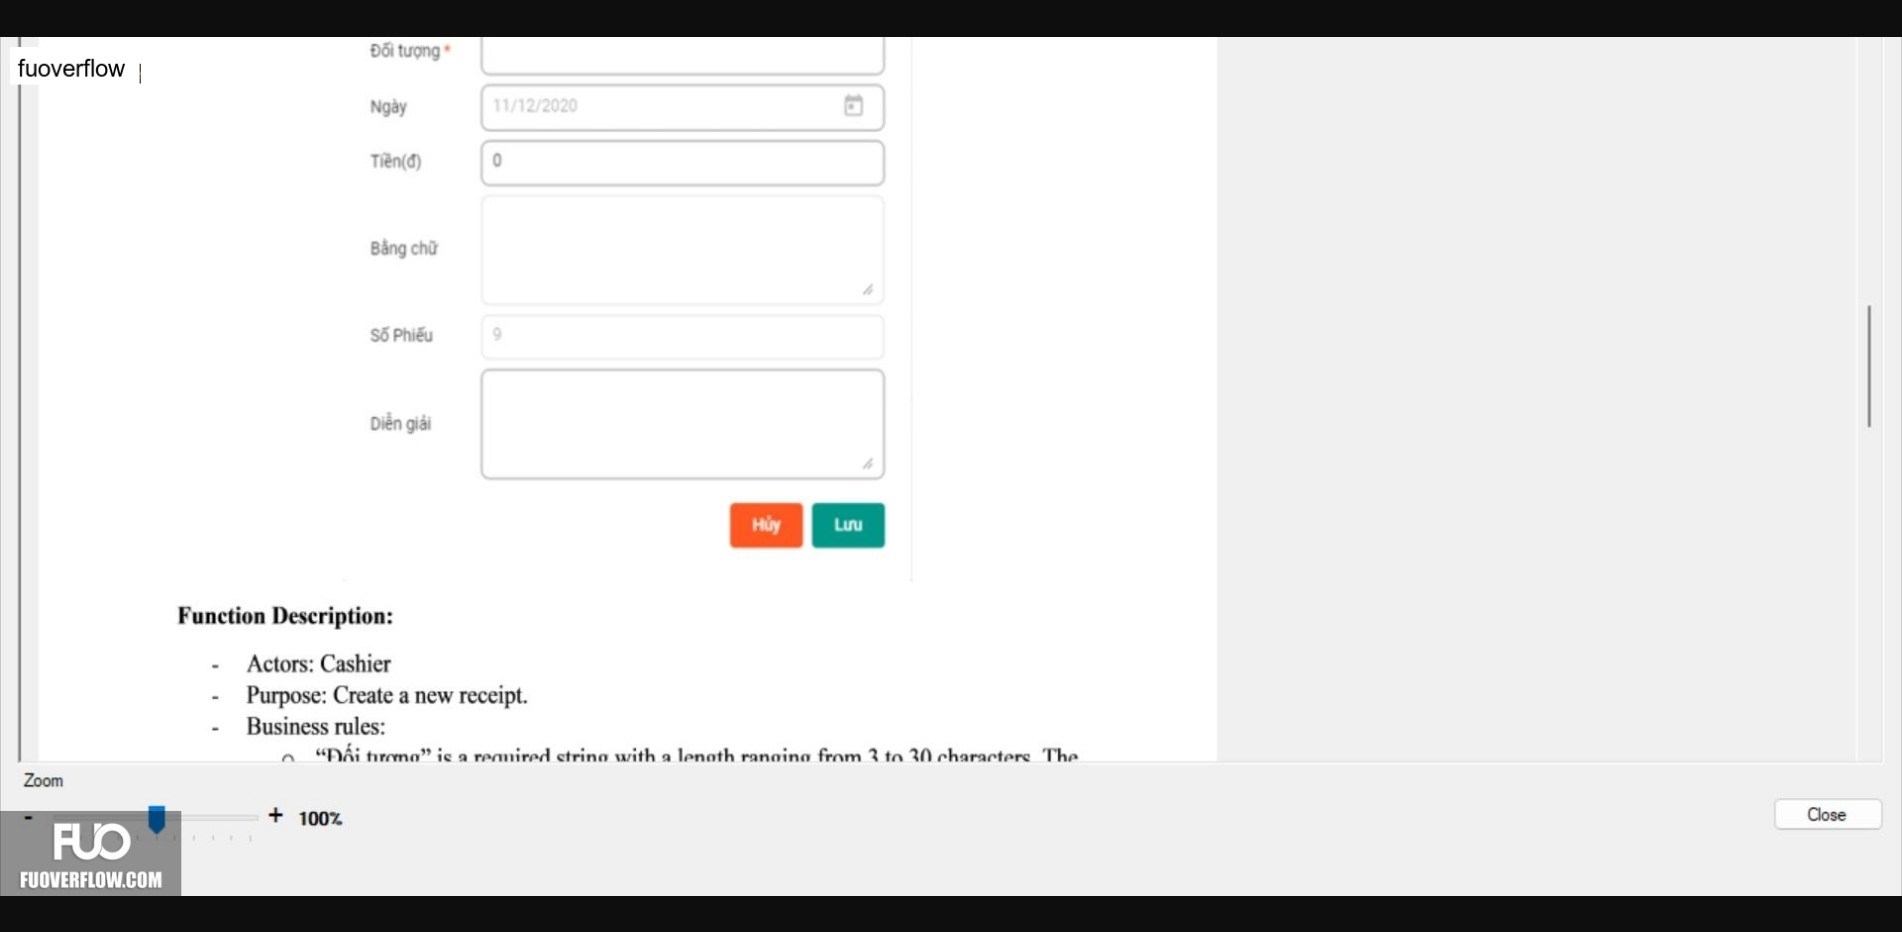 Đối tượng *
fuoverflow
Ngày 11/12/2020
Tiền(đ) 0
Bằng chữ
Số Phiếu 9
Diễn giải
Hủy Lưu
Function Description:
- Actors: Cashier
- Purpose: Create a new receipt.
- Business rules:
o "Đối tượng" is a required string with a length ranging from 3 to 30 characters. The
Zoom
- + 100%
Close
FUO
FUOVERFLOW.COM